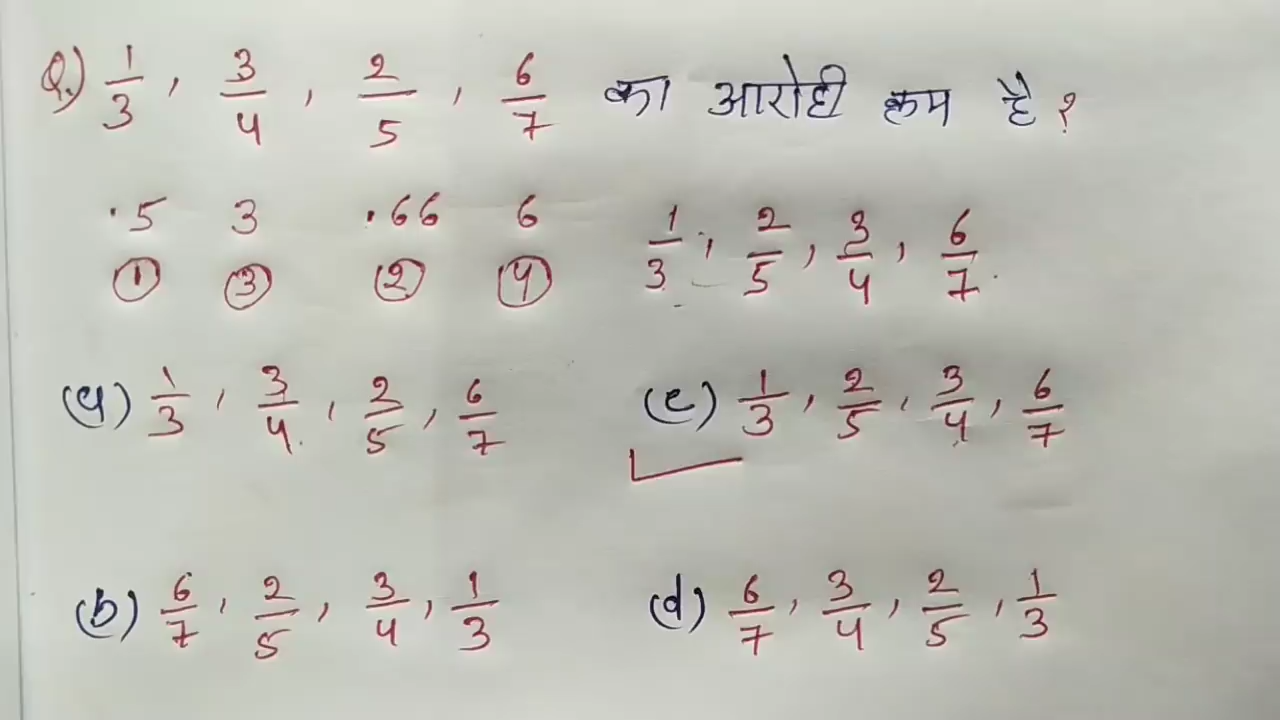 Q.) 1/3, 3/4, 2/5, 6/7 का आरोही क्रम है ?
.5 3 .66 6
1 3 2 4
1/3, 2/5, 3/4, 6/7
(a) 1/3, 3/4, 2/5, 6/7
(c) 1/3, 2/5, 3/4, 6/7
(b) 6/7, 2/5, 3/4, 1/3
(d) 6/7, 3/4, 2/5, 1/3